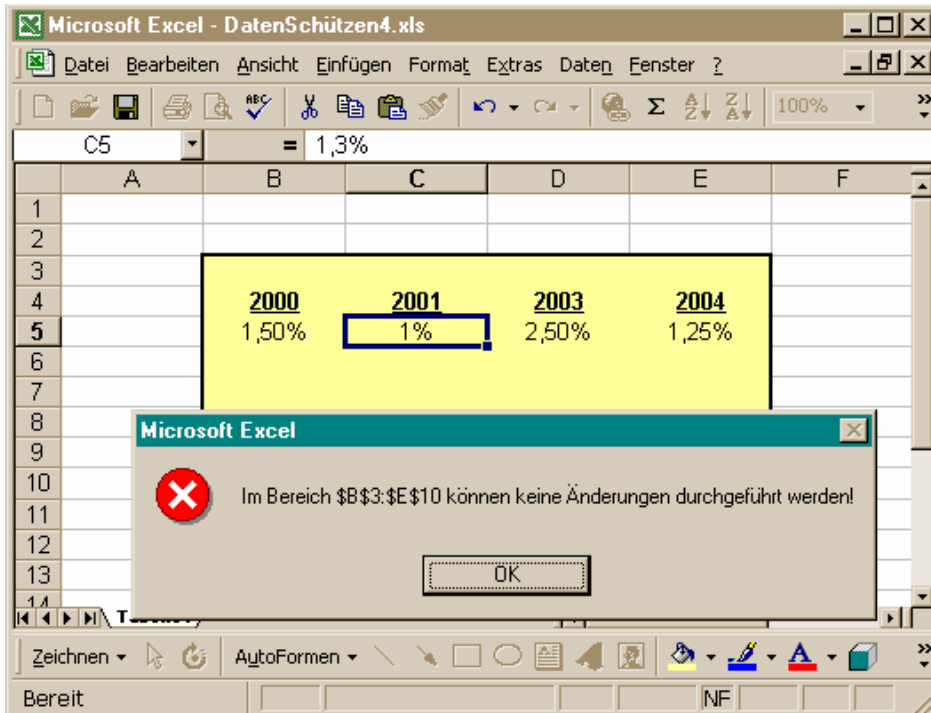 Microsoft Excel - DatenSchützen4.xls
Datei Bearbeiten Ansicht Einfügen Format Extras Daten Fenster ?
ABC Σ A Z Z A 100% »
C5 = 1,3%
A B C D E F
1
2
3
4 2000 2001 2003 2004
5 1,50% 1% 2,50% 1,25%
6
7
8
9
10
11
12
13
14
Microsoft Excel
Im Bereich $B$3:$E$10 können keine Änderungen durchgeführt werden!
OK
Zeichnen AutoFormen A »
Bereit NF